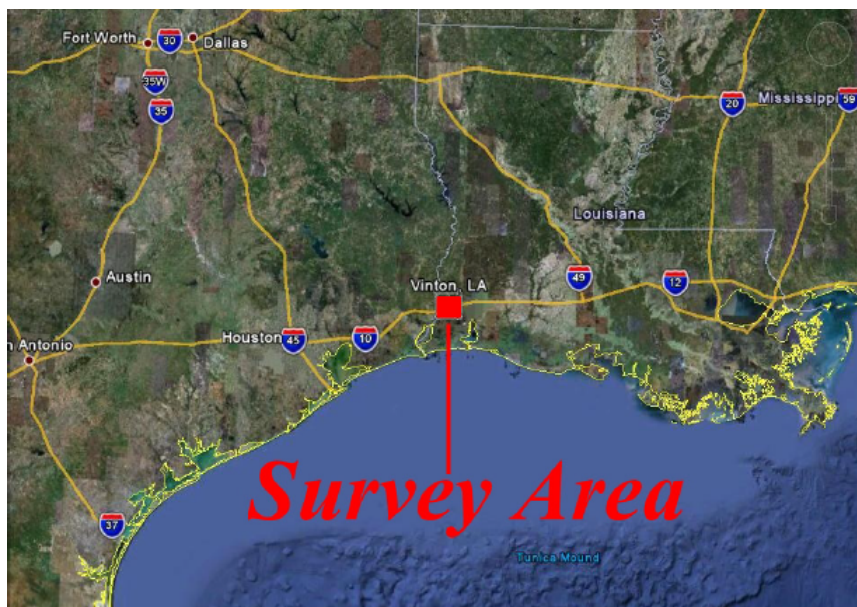 Fort Worth
30
Dallas
35W
35
20
Mississippi
59
Louisiana
Austin
Vinton, LA
49
12
n Antonio
Houston
45
10
Survey Area
37
Tunica Mound